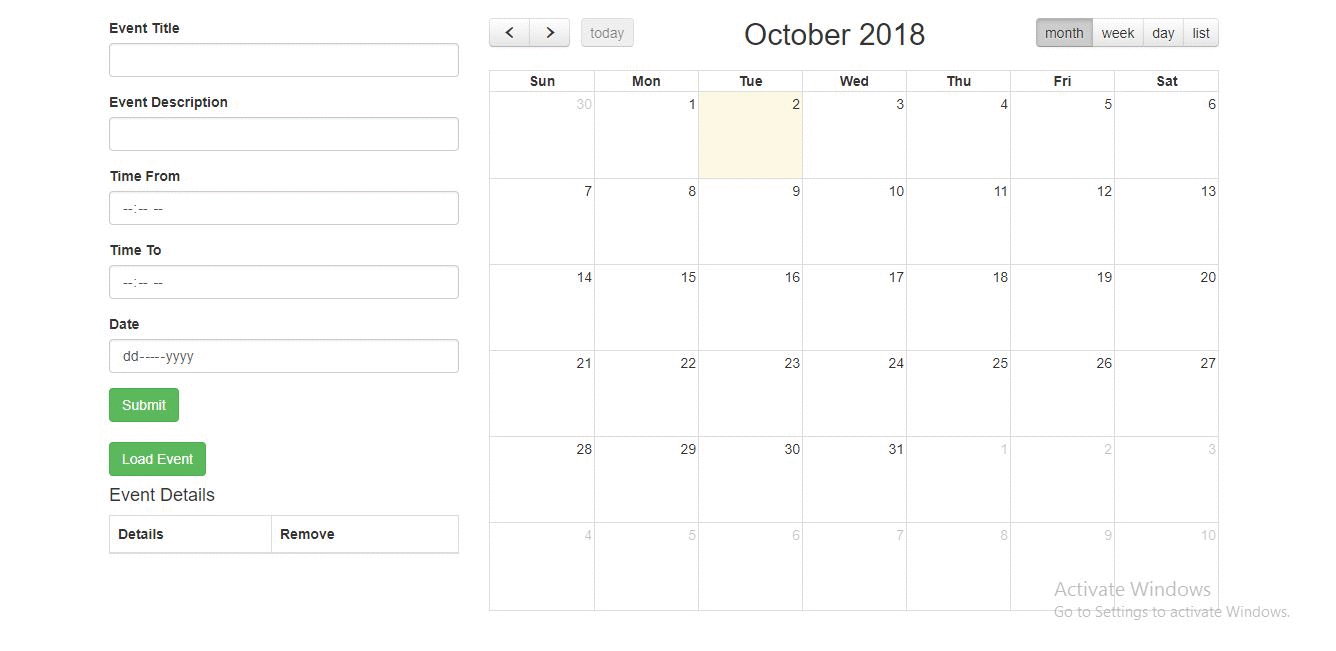 Event Title
Event Description
Time From
--:-- --
Time To
--:-- --
Date
dd-----yyyy
Submit
Load Event
Event Details
Details Remove
< > today October 2018 month week day list
Sun Mon Tue Wed Thu Fri Sat
30 1 2 3 4 5 6
7 8 9 10 11 12 13
14 15 16 17 18 19 20
21 22 23 24 25 26 27
28 29 30 31 1 2 3
4 5 6 7 8 9 10
Activate Windows
Go to Settings to activate Windows.